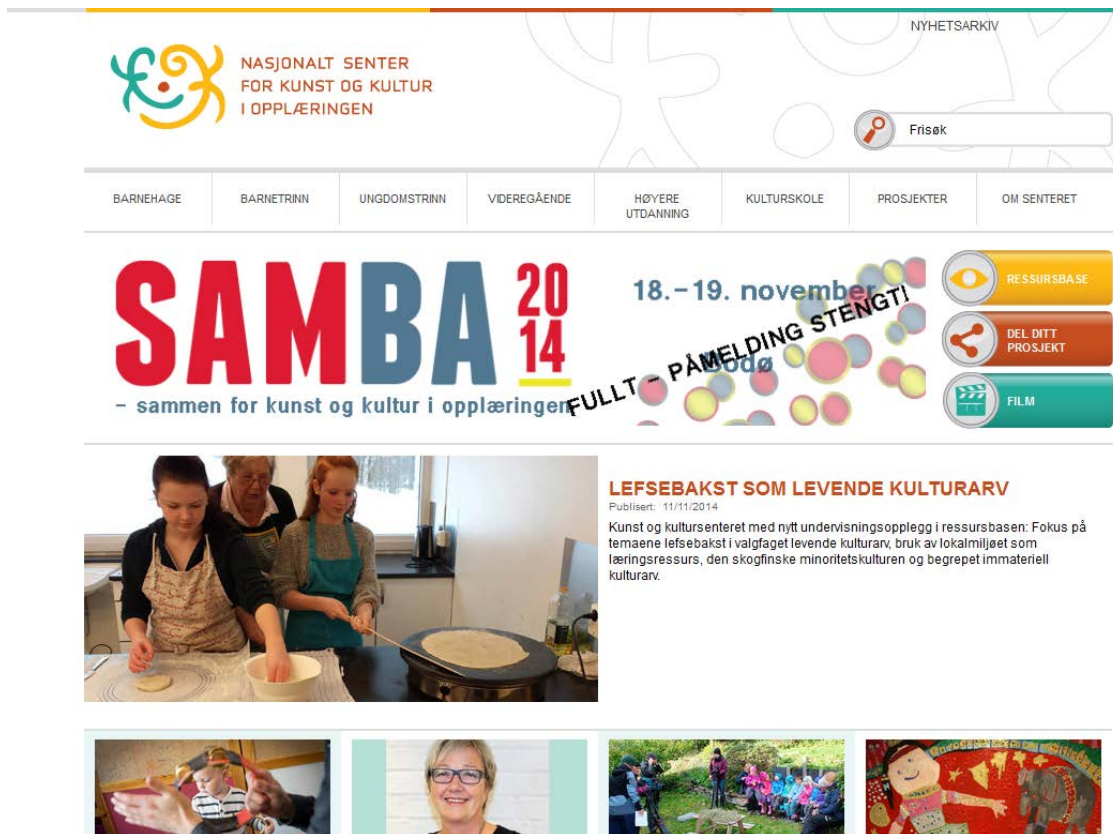 NYHETSARKIV
NASJONALT SENTER
FOR KUNST OG KULTUR
I OPPLÆRINGEN
Frisøk
BARNEHAGE
BARNETRINN
UNGDOMSTRINN
VIDEREGÅENDE
HØYERE
UTDANNING
KULTURSKOLE
PROSJEKTER
OM SENTERET
SAMBA 20
14
– sammen for kunst og kultur i opplæringen
18.–19. november
Bodø
FULLT – PÅMELDING STENGT!
RESSURSBASE
DEL DITT
PROSJEKT
FILM
LEFSEBAKST SOM LEVENDE KULTURARV
Publisert: 11/11/2014
Kunst og kultursenteret med nytt undervisningsopplegg i ressursbasen: Fokus på
temaene lefsebakst i valgfaget levende kulturarv, bruk av lokalmiljøet som
læringsressurs, den skogfinske minoritetskulturen og begrepet immateriell
kulturarv.